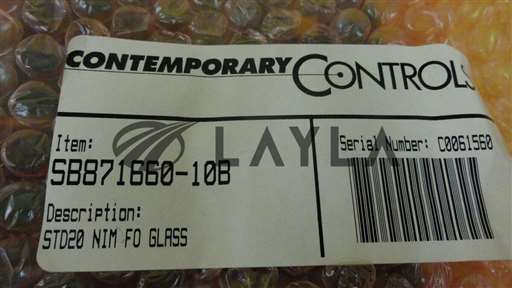 CONTEMPORARY CONTROLS
Item:
SB871660-10B
Serial Number: C0061560
Description:
STD20 NIM FO GLASS
LAYLA